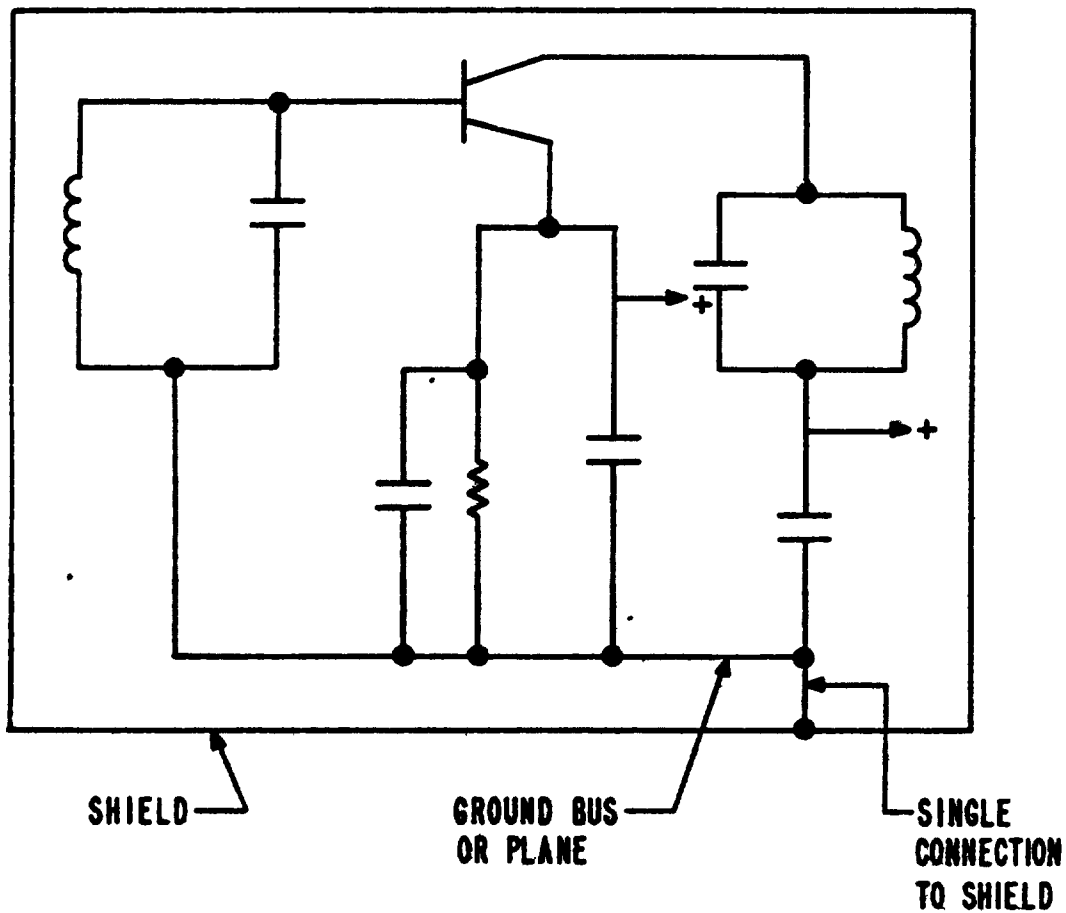 +
+
SHIELD
GROUND BUS
OR PLANE
SINGLE
CONNECTION
TO SHIELD